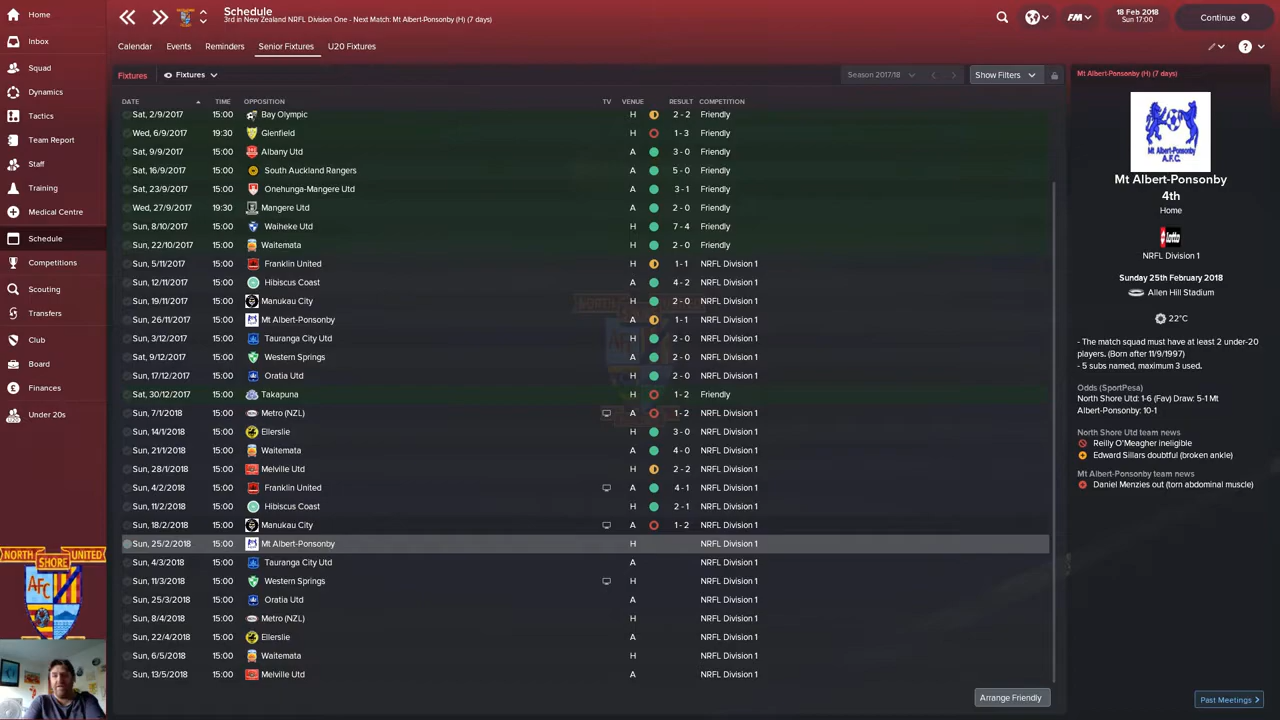 Home
Inbox
Squad
Dynamics
Tactics
Team Report
Staff
Training
Medical Centre
Schedule
Competitions
Scouting
Transfers
Club
Board
Finances
Under 20s
NORTH SHORE UNITED
AFC
Schedule
3rd in New Zealand NRFL Division One - Next Match: Mt Albert-Ponsonby (H) (7 days)
FM
18 Feb 2018
Sun 17:00
Continue
Calendar Events Reminders Senior Fixtures U20 Fixtures
Fixtures Fixtures Season 2017/18 Show Filters
DATE TIME OPPOSITION TV VENUE RESULT COMPETITION
Sat, 2/9/2017 15:00 Bay Olympic H 2 - 2 Friendly
Wed, 6/9/2017 19:30 Glenfield H 1 - 3 Friendly
Sat, 9/9/2017 15:00 Albany Utd A 3 - 0 Friendly
Sat, 16/9/2017 15:00 South Auckland Rangers A 5 - 0 Friendly
Sat, 23/9/2017 15:00 Onehunga-Mangere Utd A 3 - 1 Friendly
Wed, 27/9/2017 19:30 Mangere Utd A 2 - 0 Friendly
Sun, 8/10/2017 15:00 Waiheke Utd H 7 - 4 Friendly
Sun, 22/10/2017 15:00 Waitemata H 2 - 0 Friendly
Sun, 5/11/2017 15:00 Franklin United H 1 - 1 NRFL Division 1
Sun, 12/11/2017 15:00 Hibiscus Coast A 4 - 2 NRFL Division 1
Sun, 19/11/2017 15:00 Manukau City H 2 - 0 NRFL Division 1
Sun, 26/11/2017 15:00 Mt Albert-Ponsonby A 1 - 1 NRFL Division 1
Sun, 3/12/2017 15:00 Tauranga City Utd H 2 - 0 NRFL Division 1
Sat, 9/12/2017 15:00 Western Springs A 2 - 0 NRFL Division 1
Sun, 17/12/2017 15:00 Oratia Utd H 2 - 0 NRFL Division 1
Sat, 30/12/2017 15:00 Takapuna H 1 - 2 Friendly
Sun, 7/1/2018 15:00 Metro (NZL) A 1 - 2 NRFL Division 1
Sun, 14/1/2018 15:00 Ellerslie H 3 - 0 NRFL Division 1
Sun, 21/1/2018 15:00 Waitemata A 4 - 0 NRFL Division 1
Sun, 28/1/2018 15:00 Melville Utd H 2 - 2 NRFL Division 1
Sun, 4/2/2018 15:00 Franklin United A 4 - 1 NRFL Division 1
Sun, 11/2/2018 15:00 Hibiscus Coast H 2 - 1 NRFL Division 1
Sun, 18/2/2018 15:00 Manukau City A 1 - 2 NRFL Division 1
Sun, 25/2/2018 15:00 Mt Albert-Ponsonby H NRFL Division 1
Sun, 4/3/2018 15:00 Tauranga City Utd A NRFL Division 1
Sun, 11/3/2018 15:00 Western Springs H NRFL Division 1
Sun, 25/3/2018 15:00 Oratia Utd A NRFL Division 1
Sun, 8/4/2018 15:00 Metro (NZL) H NRFL Division 1
Sun, 22/4/2018 15:00 Ellerslie A NRFL Division 1
Sun, 6/5/2018 15:00 Waitemata H NRFL Division 1
Sun, 13/5/2018 15:00 Melville Utd A NRFL Division 1
Arrange Friendly
Mt Albert-Ponsonby (H) (7 days)
Mt Albert-Ponsonby
A.F.C.
Mt Albert-Ponsonby
4th
Home
lotto
NRFL Division 1
Sunday 25th February 2018
Allen Hill Stadium
22°C
- The match squad must have at least 2 under-20
players. (Born after 11/9/1997)
- 5 subs named, maximum 3 used.
Odds (SportPesa)
North Shore Utd: 1-6 (Fav) Draw: 5-1 Mt
Albert-Ponsonby: 10-1
North Shore Utd team news
Reilly O'Meagher ineligible
Edward Sillars doubtful (broken ankle)
Mt Albert-Ponsonby team news
Daniel Menzies out (torn abdominal muscle)
Past Meetings